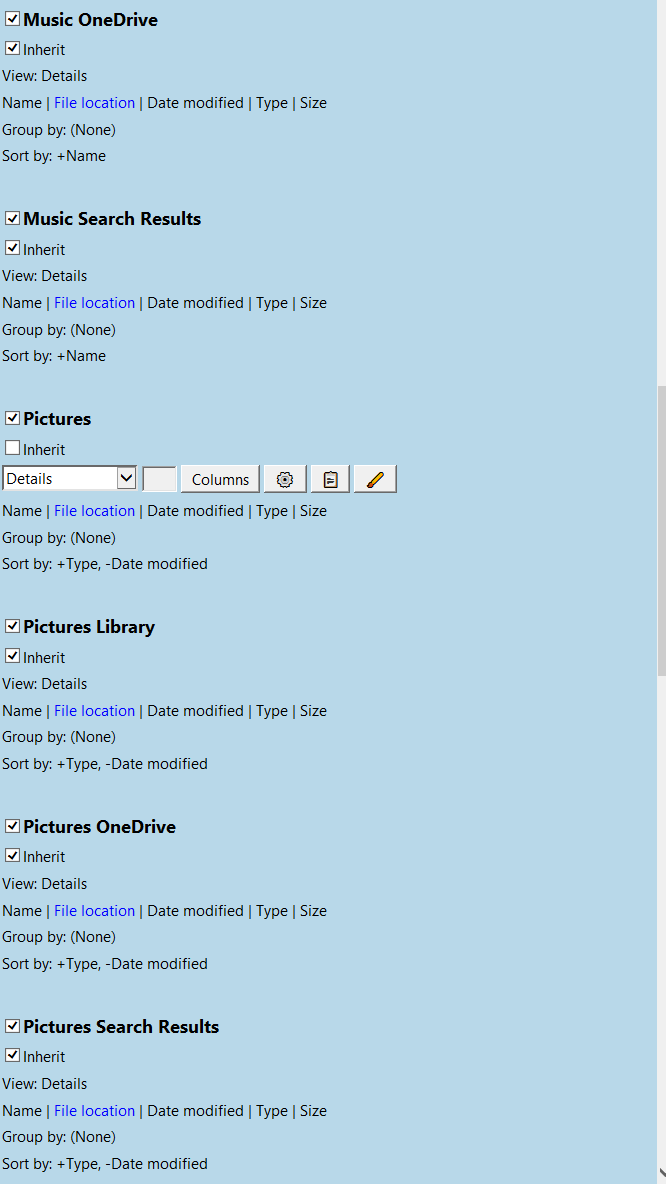 Music OneDrive
Inherit
View: Details
Name | File location | Date modified | Type | Size
Group by: (None)
Sort by: +Name
Music Search Results
Inherit
View: Details
Name | File location | Date modified | Type | Size
Group by: (None)
Sort by: +Name
Pictures
Inherit
Details Columns
Name | File location | Date modified | Type | Size
Group by: (None)
Sort by: +Type, -Date modified
Pictures Library
Inherit
View: Details
Name | File location | Date modified | Type | Size
Group by: (None)
Sort by: +Type, -Date modified
Pictures OneDrive
Inherit
View: Details
Name | File location | Date modified | Type | Size
Group by: (None)
Sort by: +Type, -Date modified
Pictures Search Results
Inherit
View: Details
Name | File location | Date modified | Type | Size
Group by: (None)
Sort by: +Type, -Date modified